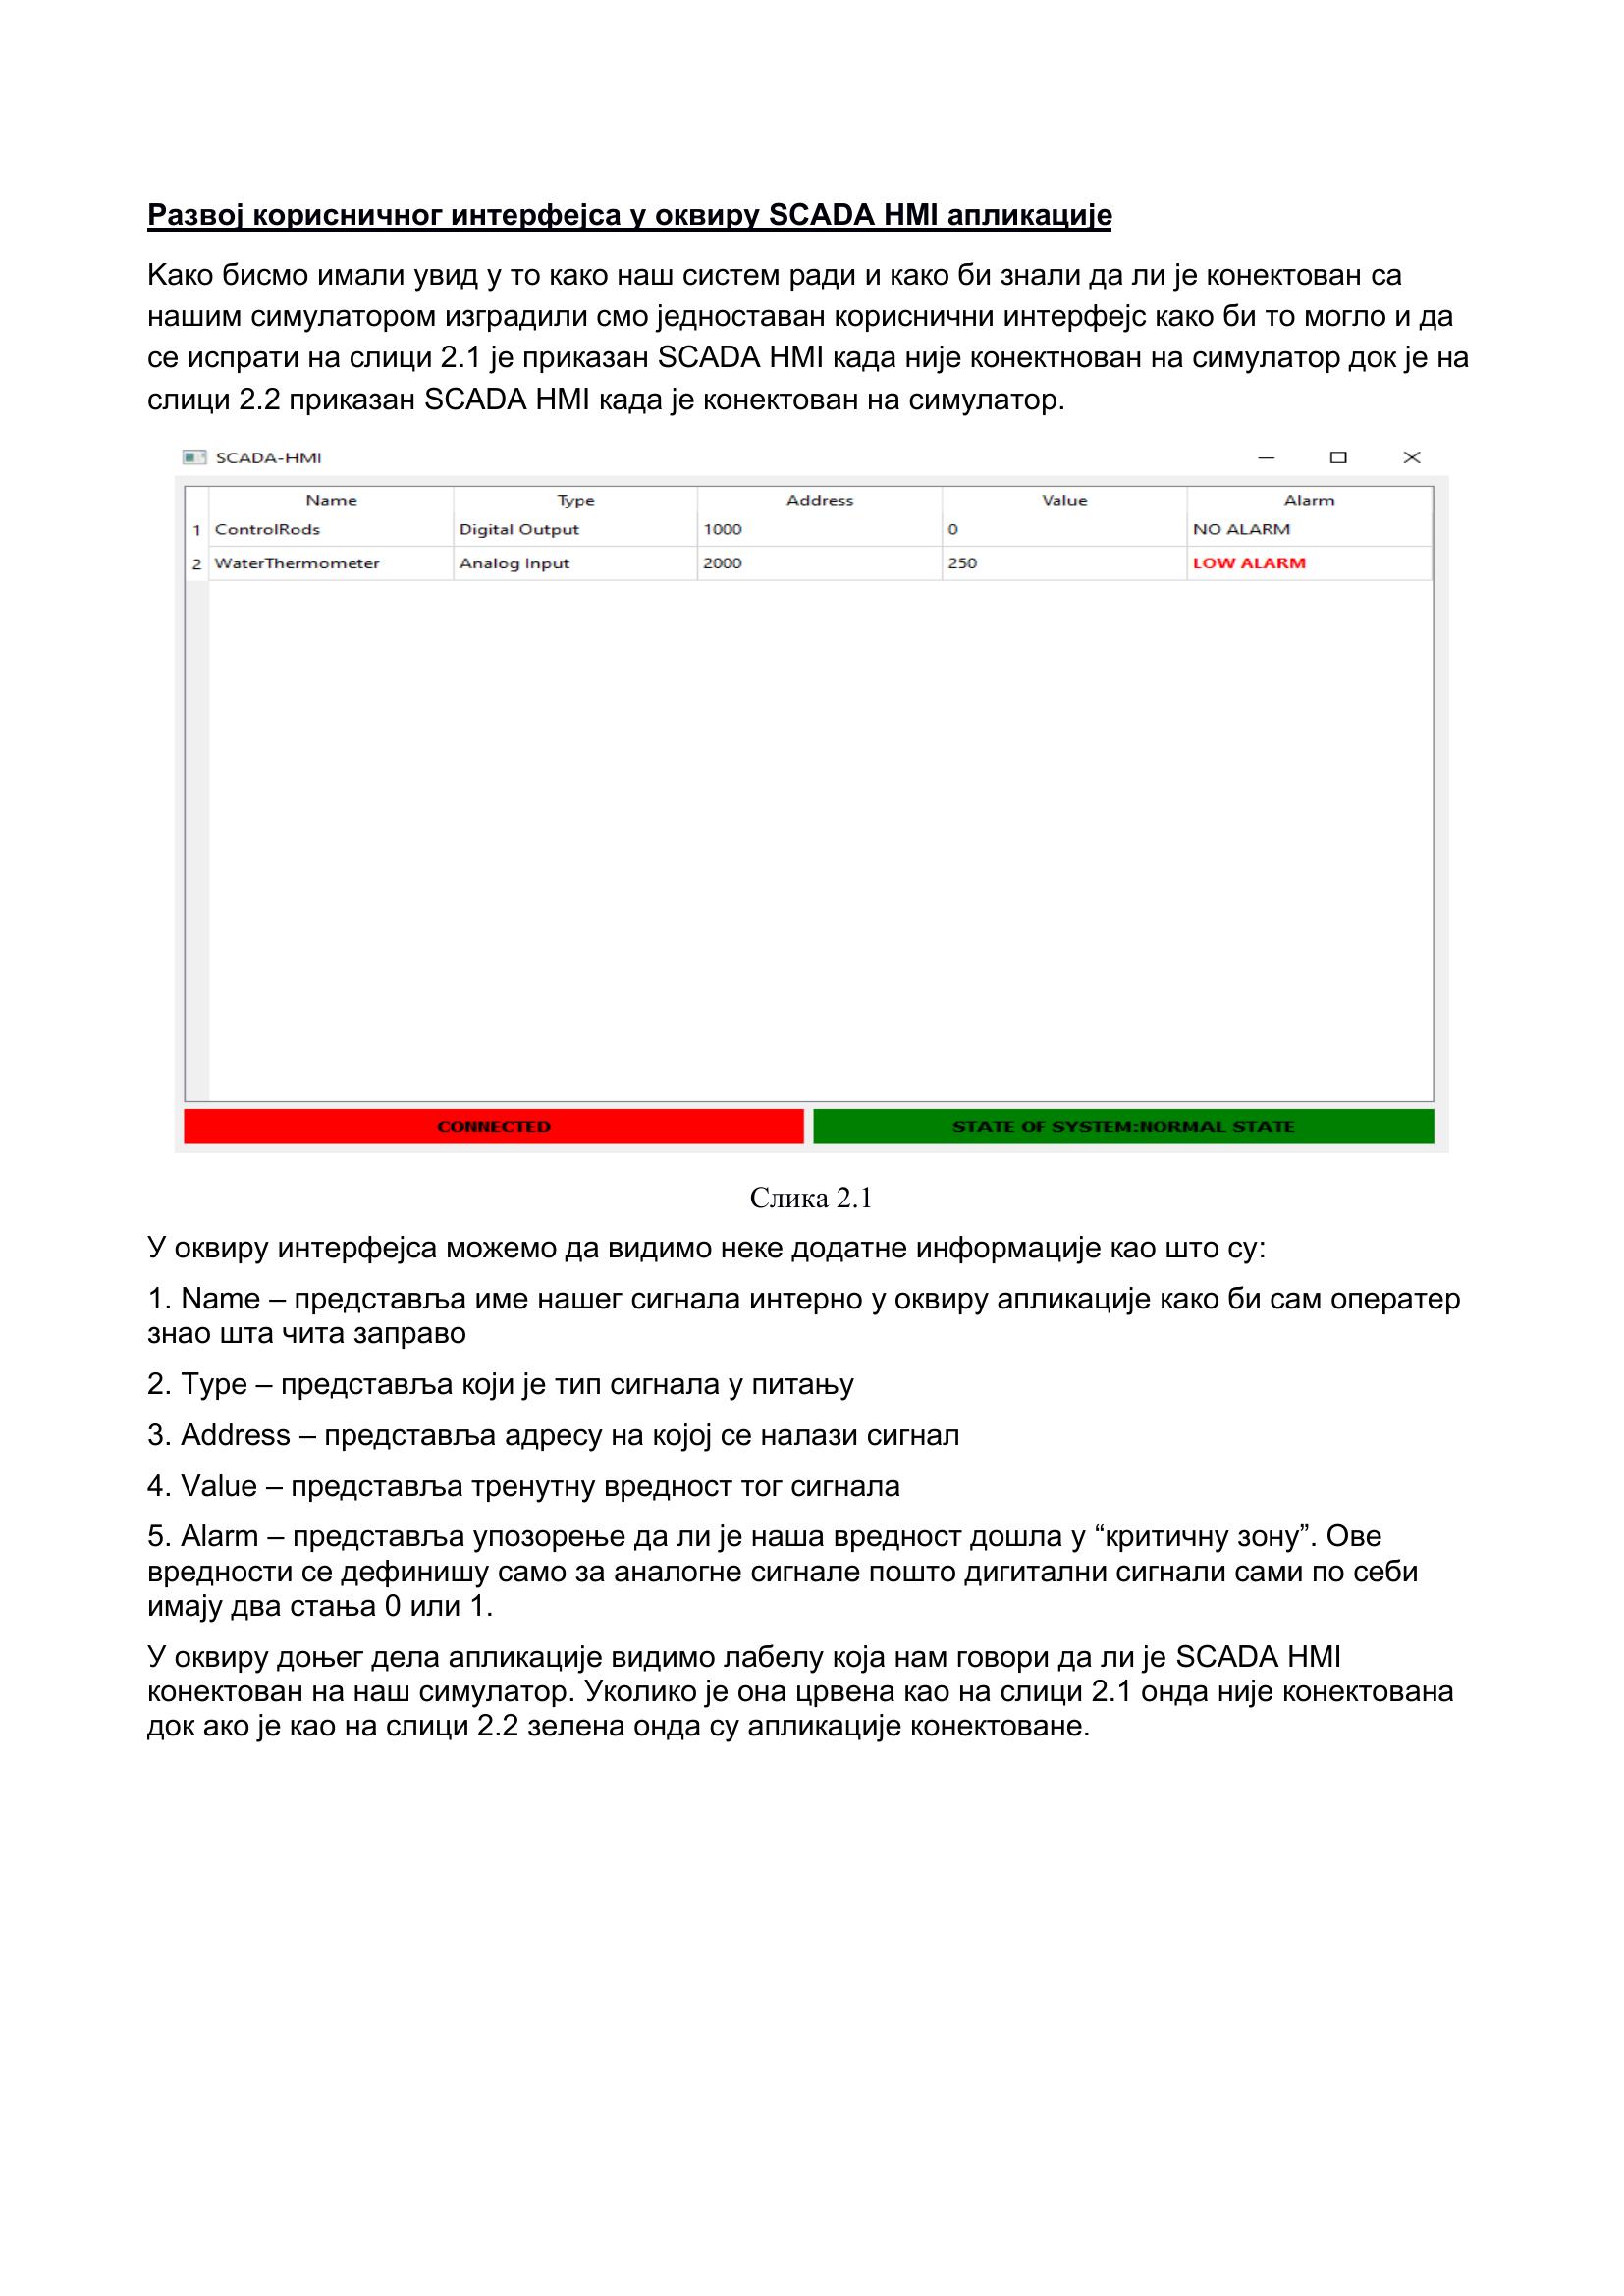 Развој корисничног интерфејса у оквиру SCADA HMI апликације
Како бисмо имали увид у то како наш систем ради и како би знали да ли је конектован са
нашим симулатором изградили смо једноставан кориснични интерфејс како би то могло и да
се испрати на слици 2.1 је приказан SCADA HMI када није конектнован на симулатор док је на
слици 2.2 приказан SCADA HMI када је конектован на симулатор.
SCADA-HMI
Name Type Address Value Alarm
1 ControlRods Digital Output 1000 0 NO ALARM
2 WaterThermometer Analog Input 2000 250 LOW ALARM
CONNECTED STATE OF SYSTEM:NORMAL STATE
Слика 2.1
У оквиру интерфејса можемо да видимо неке додатне информације као што су:
1. Name – представља име нашег сигнала интерно у оквиру апликације како би сам оператер
знао шта чита заправо
2. Type – представља који је тип сигнала у питању
3. Address – представља адресу на којој се налази сигнал
4. Value – представља тренутну вредност тог сигнала
5. Alarm – представља упозорење да ли је наша вредност дошла у “критичну зону”. Ове
вредности се дефинишу само за аналогне сигнале пошто дигитални сигнали сами по себи
имају два стања 0 или 1.
У оквиру доњег дела апликације видимо лабелу која нам говори да ли је SCADA HMI
конектован на наш симулатор. Уколико је она црвена као на слици 2.1 онда није конектована
док ако је као на слици 2.2 зелена онда су апликације конектоване.